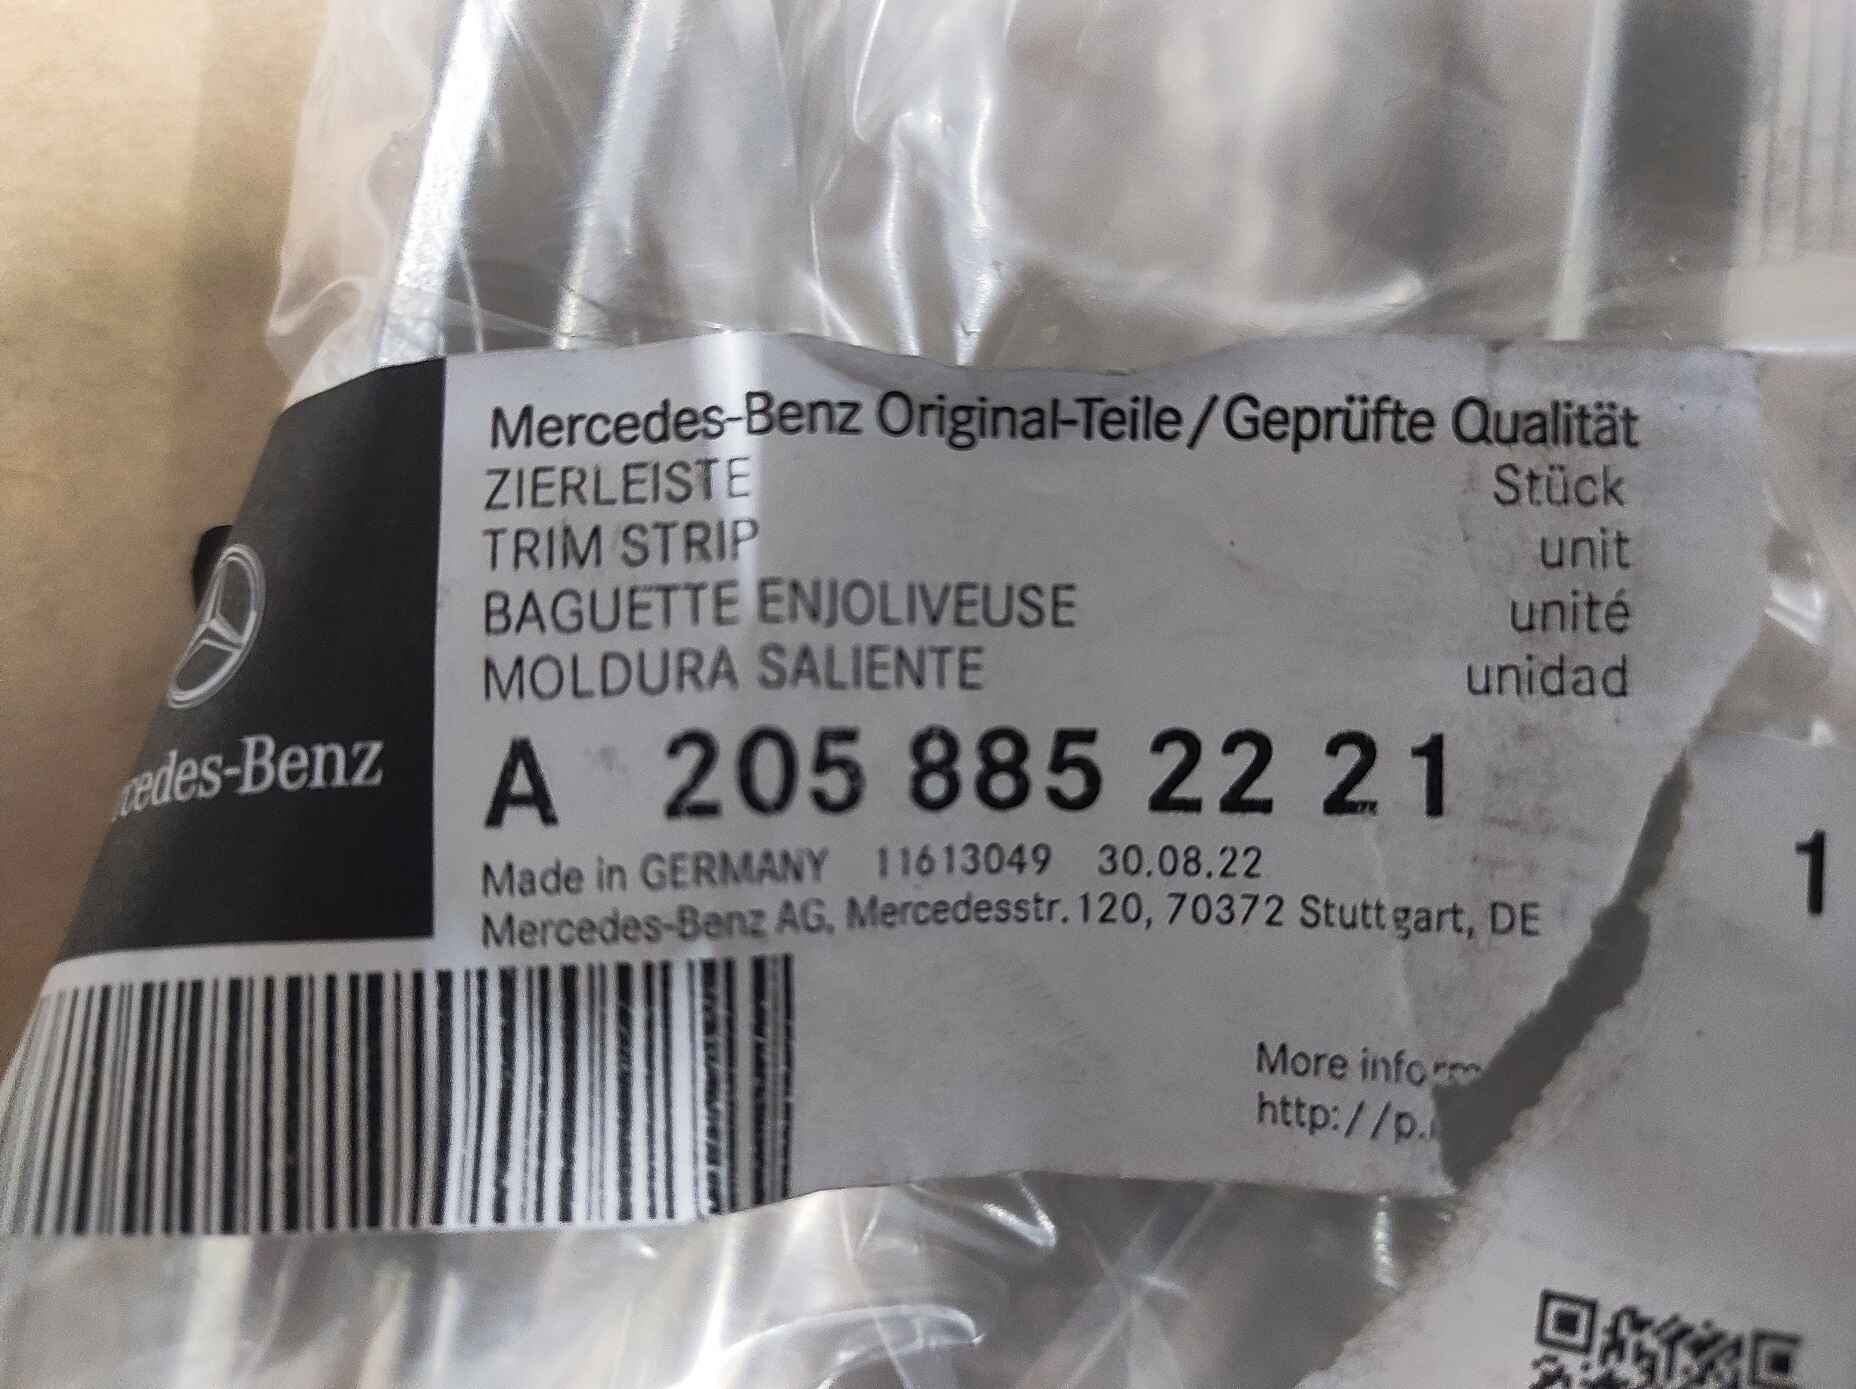 Mercedes-Benz Original-Teile/Geprüfte Qualität
ZIERLEISTE Stück
TRIM STRIP unit
BAGUETTE ENJOLIVEUSE unité
MOLDURA SALIENTE unidad
A 205 885 22 21
1
rcedes-Benz
Made in GERMANY 11613049 30.08.22
Mercedes-Benz AG, Mercedesstr.120, 70372 Stuttgart, DE
More inform
http://p.